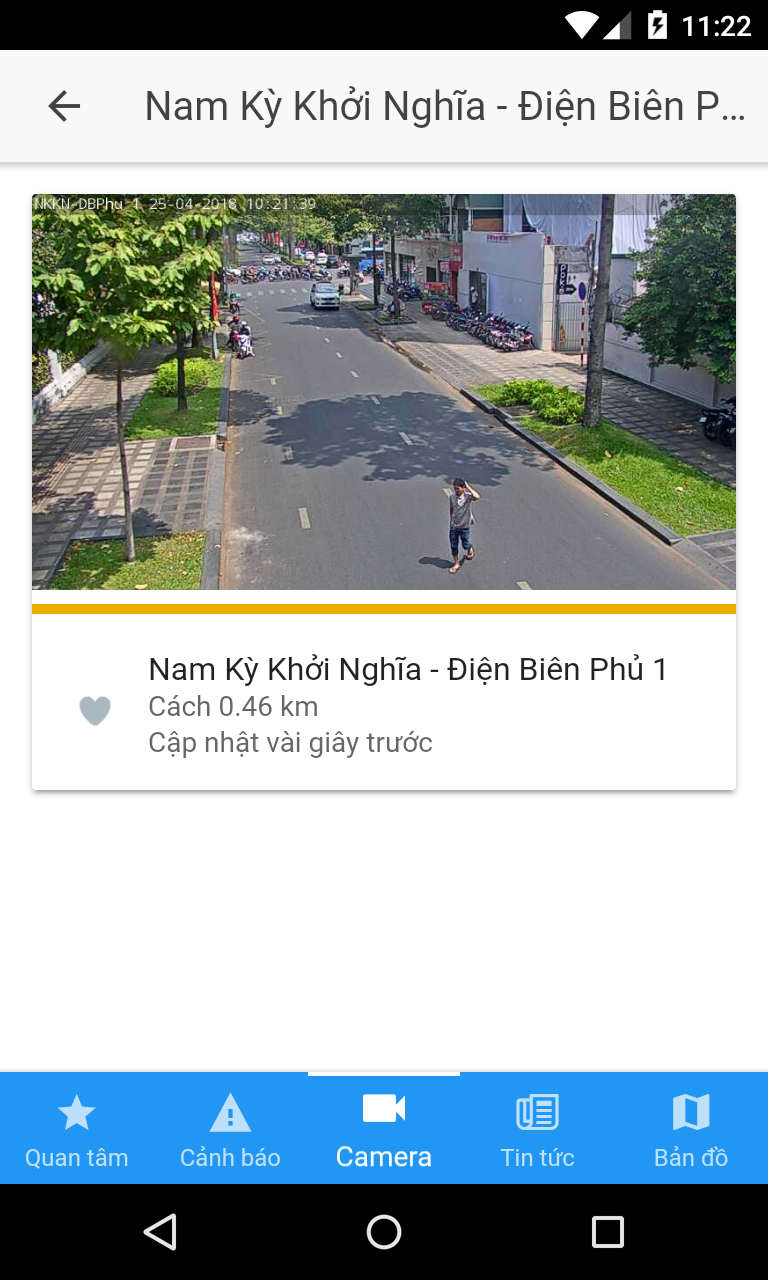 11:22
Nam Kỳ Khởi Nghĩa - Điện Biên P...
NKKN-DBPhu 1 25-04-2018 10:21:39
Nam Kỳ Khởi Nghĩa - Điện Biên Phủ 1
Cách 0.46 km
Cập nhật vài giây trước
Quan tâm
Cảnh báo
Camera
Tin tức
Bản đồ